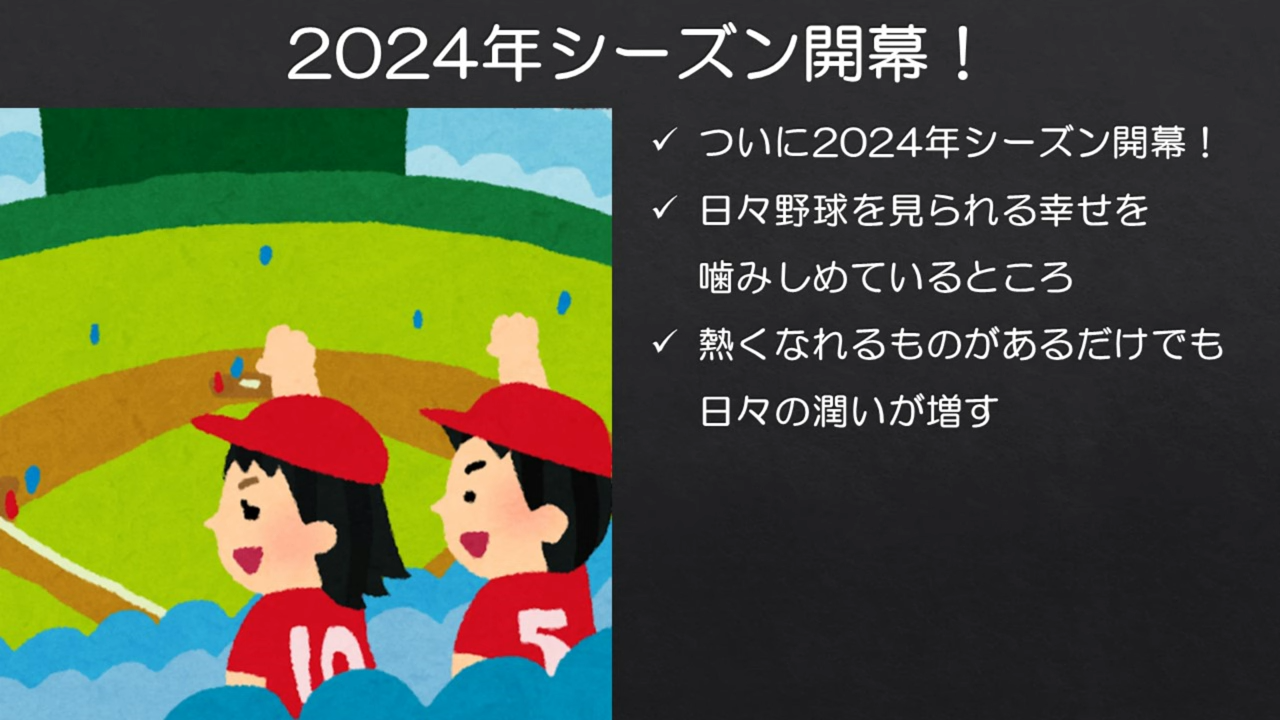 2024年シーズン開幕！
✓ ついに2024年シーズン開幕！
✓ 日々野球を見られる幸せを
噛みしめているところ
✓ 熱くなれるものがあるだけでも
日々の潤いが増す
10
5